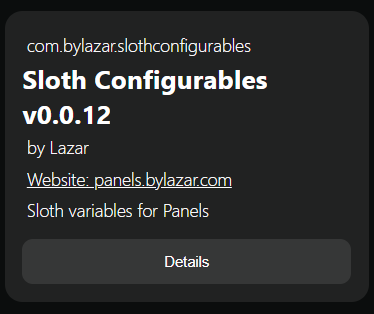 com.bylazar.slothconfigurables
Sloth Configurables
v0.0.12
by Lazar
Website: panels.bylazar.com
Sloth variables for Panels
Details